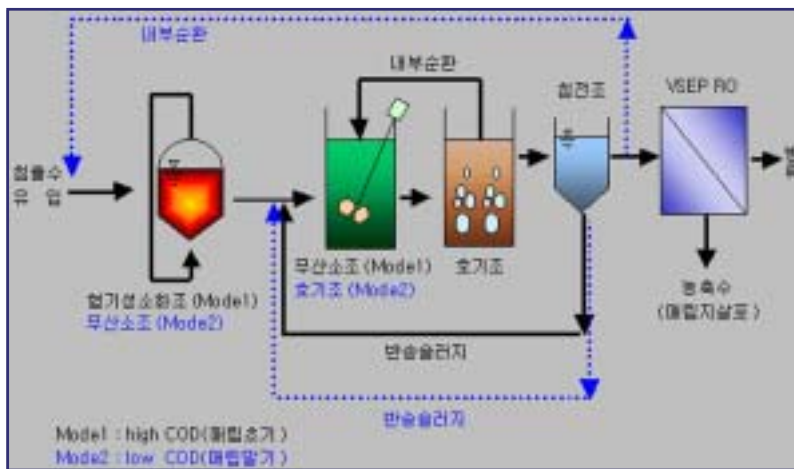 내부순환
내부순환
침전조
VSEP RO
침출수
유 입
방류
무산소조(Mode1)
호기조(Mode2)
호기조
혐기성소화조(Mode1)
무산소조(Mode2)
농축수
(매립지살포)
반송슬러지
반송슬러지
Mode1 : high COD(매립초기)
Mode2 : low COD(매립말기)